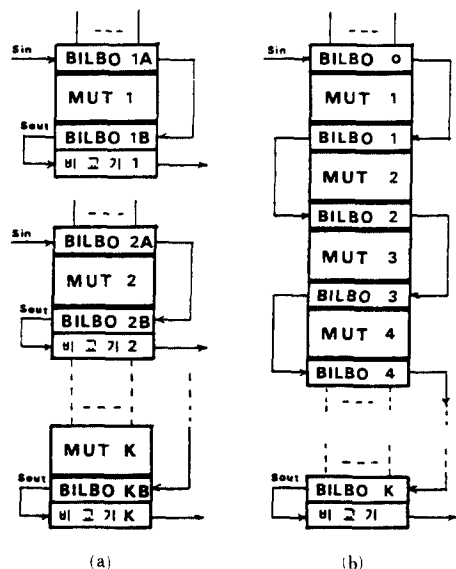 Sin
BILBO 1A
MUT 1
Sout
BILBO 1B
비교기 1
Sin
BILBO 2A
MUT 2
Sout
BILBO 2B
비교기 2
MUT K
Sout
BILBO KB
비교기 K
(a)
Sin
BILBO 0
MUT 1
BILBO 1
MUT 2
BILBO 2
MUT 3
BILBO 3
MUT 4
BILBO 4
Sout
BILBO K
비교기
(b)